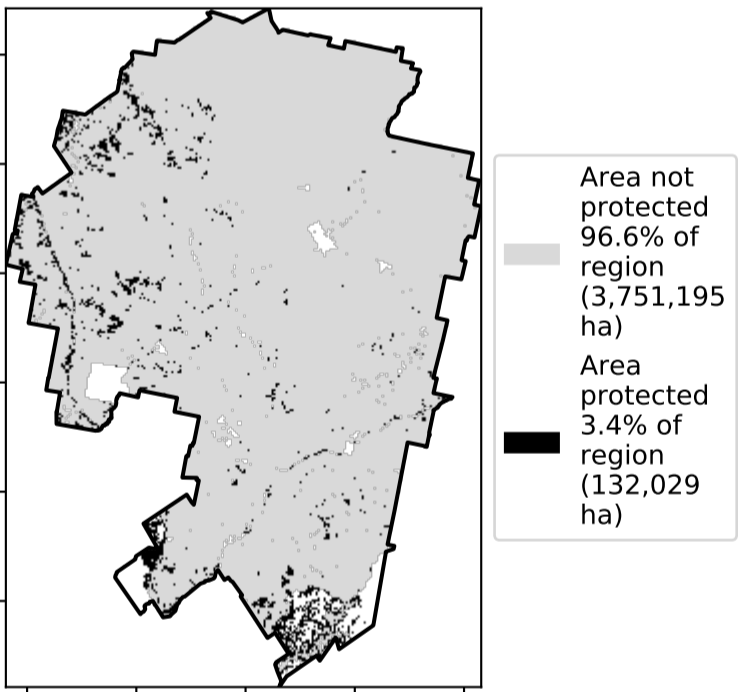 Area not
protected
96.6% of
region
(3,751,195
ha)
Area
protected
3.4% of
region
(132,029
ha)